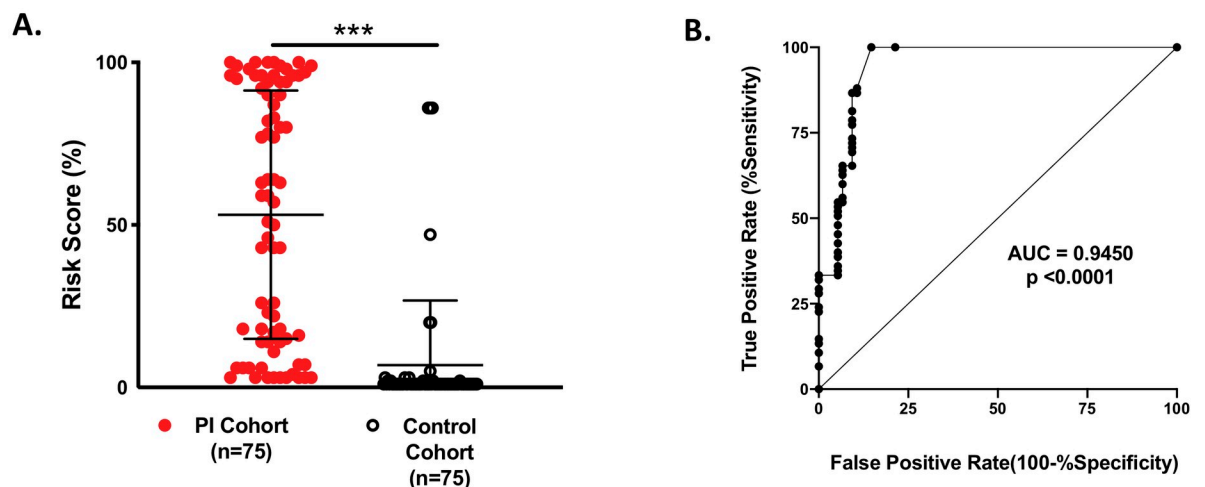 A.
***
100
50
0
Risk Score (%)
PI Cohort
(n=75)
Control
Cohort
(n=75)
B.
100
75
50
25
0
True Positive Rate (%Sensitivity)
AUC = 0.9450
p <0.0001
0 25 50 75 100
False Positive Rate(100-%Specificity)